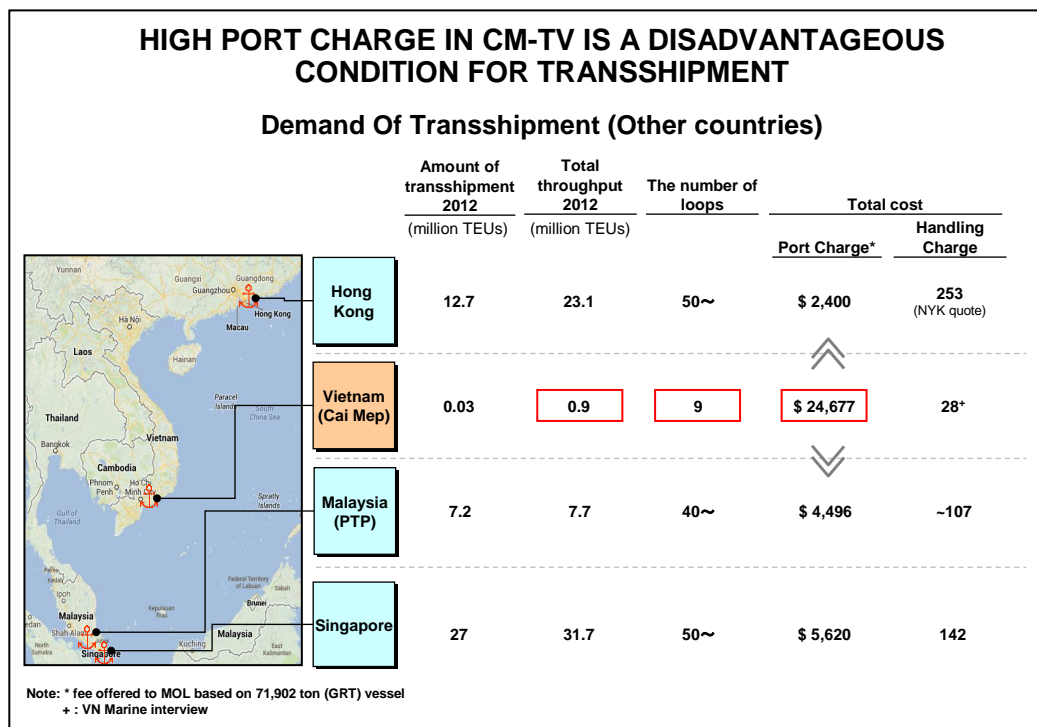 HIGH PORT CHARGE IN CM-TV IS A DISADVANTAGEOUS
CONDITION FOR TRANSSHIPMENT
Demand Of Transshipment (Other countries)
Amount of
transshipment
2012
(million TEUs)
Total
throughput
2012
(million TEUs)
The number of
loops
Total cost
Port Charge*
Handling
Charge
Hong
Kong
12.7
23.1
50~
$ 2,400
253
(NYK quote)
Vietnam
(Cai Mep)
0.03
0.9
9
$ 24,677
28+
Malaysia
(PTP)
7.2
7.7
40~
$ 4,496
~107
Singapore
27
31.7
50~
$ 5,620
142
Yunnan
Guangxi
Guangdong
Guangzhou
Hong Kong
Macau
Hà Nội
Laos
Hainan
Thailand
Paracel
Islands
South
China Sea
Vietnam
Bangkok
Cambodia
Phnom
Penh
Ho Chi
Minh
Gulf of
Thailand
Spratly
Islands
Ipoh
Federal Territory
of Labuan
Sabah
Brunei
Malaysia
Shah Alam
Kepulauan
Riau
Malaysia
Kuching
North
Sumatra
Singapore
East
Kalimantan
Note: * fee offered to MOL based on 71,902 ton (GRT) vessel
+ : VN Marine interview